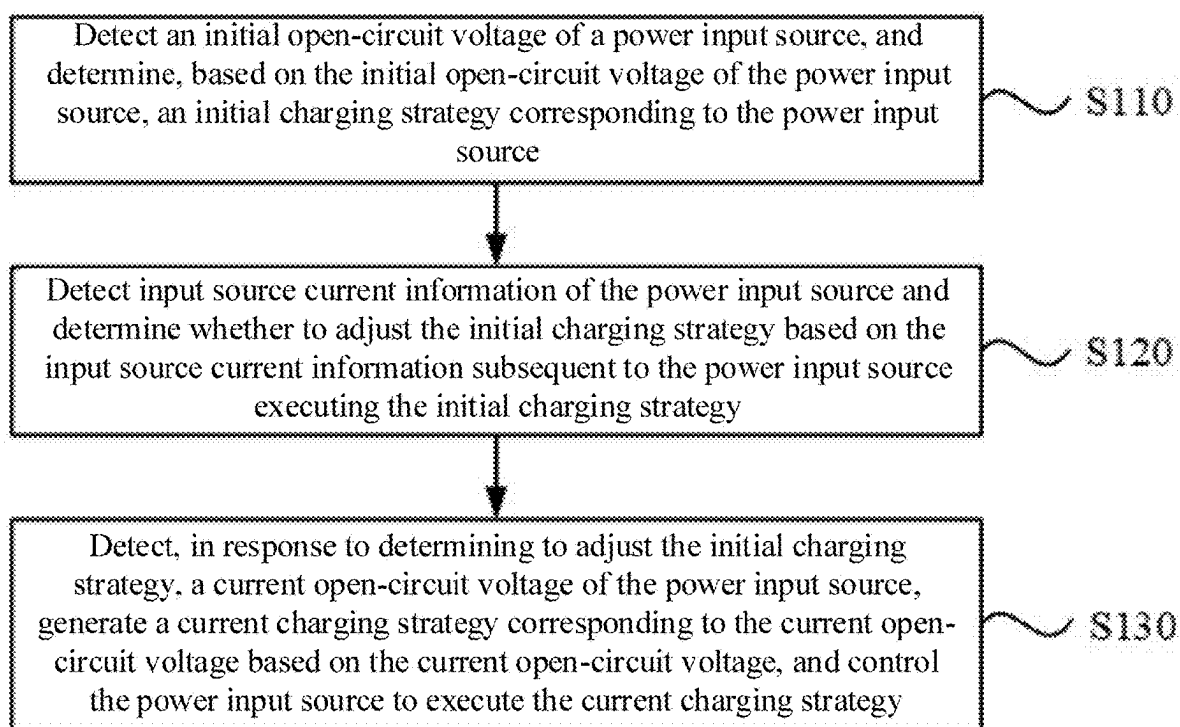 Detect an initial open-circuit voltage of a power input source, and
determine, based on the initial open-circuit voltage of the power input
source, an initial charging strategy corresponding to the power input
source
S110
Detect input source current information of the power input source and
determine whether to adjust the initial charging strategy based on the
input source current information subsequent to the power input source
executing the initial charging strategy
S120
Detect, in response to determining to adjust the initial charging
strategy, a current open-circuit voltage of the power input source,
generate a current charging strategy corresponding to the current open-
circuit voltage based on the current open-circuit voltage, and control
the power input source to execute the current charging strategy
S130